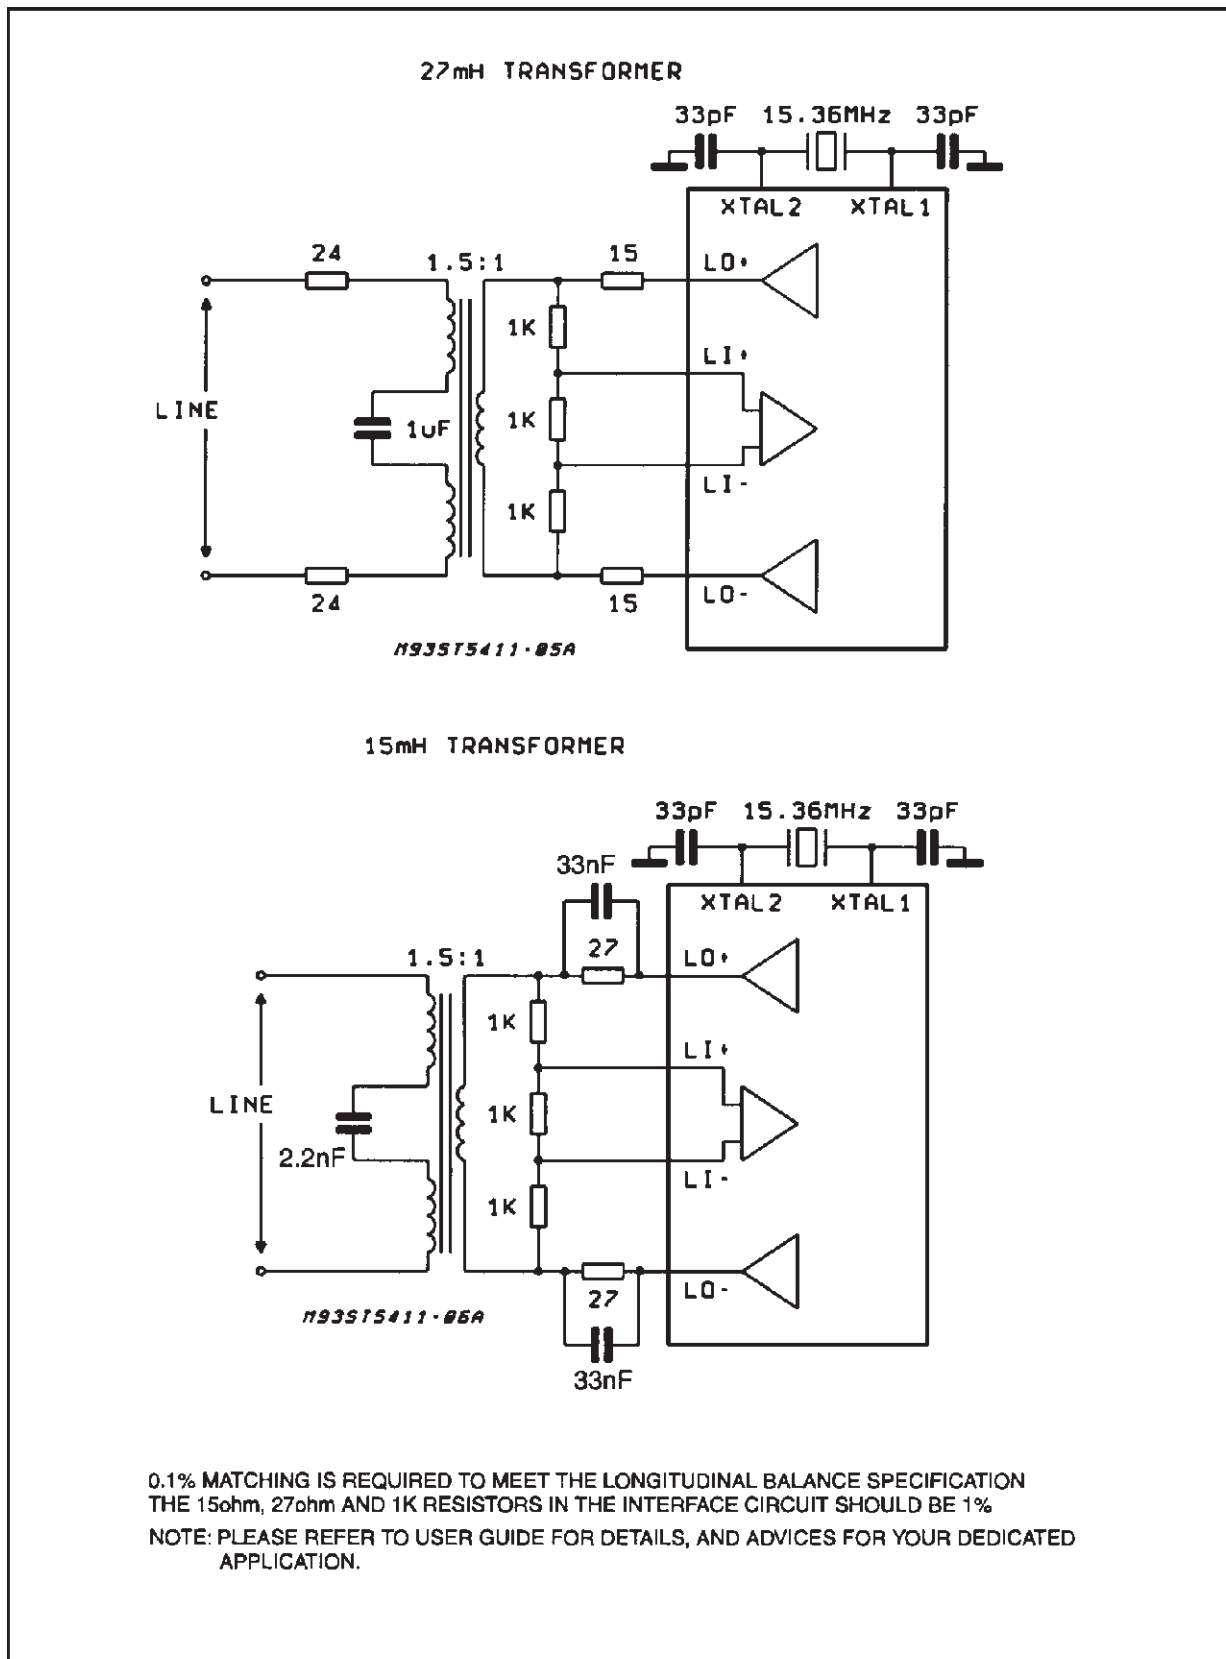 27mH TRANSFORMER
33pF 15.36MHz 33pF
XTAL2 XTAL1
24 1.5:1 15 LO+
1K
LI+
LINE
1uF 1K
LI-
1K
24 15 LO-
M93ST5411-05A
15mH TRANSFORMER
33pF 15.36MHz 33pF
33nF
XTAL2 XTAL1
1.5:1 27 LO+
1K
LI+
LINE 1K
2.2nF
LI-
1K
27 LO-
M93ST5411-06A
33nF
0.1% MATCHING IS REQUIRED TO MEET THE LONGITUDINAL BALANCE SPECIFICATION
THE 15ohm, 27ohm AND 1K RESISTORS IN THE INTERFACE CIRCUIT SHOULD BE 1%
NOTE: PLEASE REFER TO USER GUIDE FOR DETAILS, AND ADVICES FOR YOUR DEDICATED
APPLICATION.